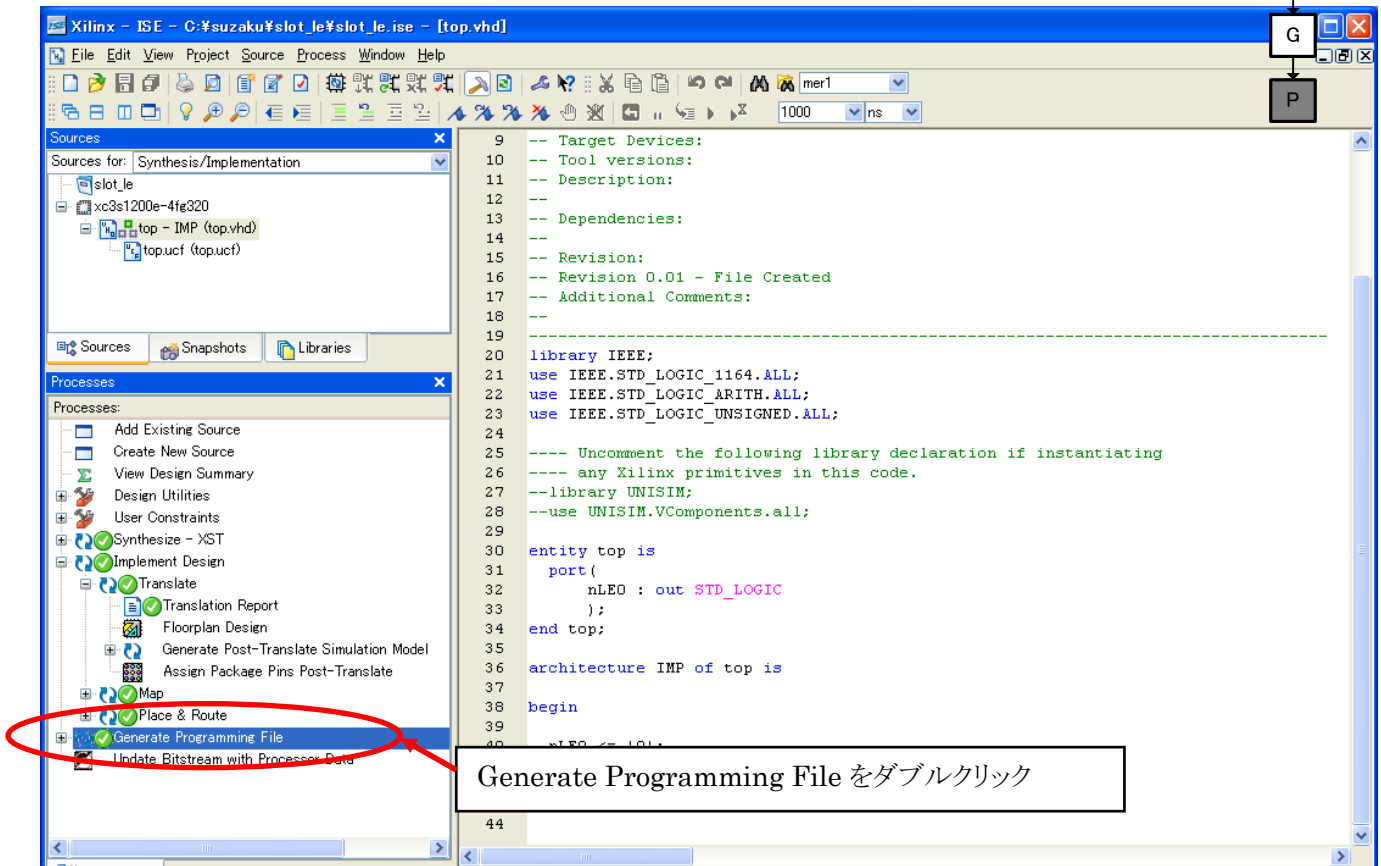 Xilinx - ISE - C:¥suzaku¥slot_le¥slot_le.ise - [top.vhd]
G
File Edit View Project Source Process Window Help
mer1
P
1000 ns
Sources
Sources for: Synthesis/Implementation
slot_le
xc3s1200e-4fg320
top - IMP (top.vhd)
top.ucf (top.ucf)
Sources Snapshots Libraries
Processes
Processes:
Add Existing Source
Create New Source
View Design Summary
Design Utilities
User Constraints
Synthesize - XST
Implement Design
Translate
Translation Report
Floorplan Design
Generate Post-Translate Simulation Model
Assign Package Pins Post-Translate
Map
Place & Route
Generate Programming File
Update Bitstream with Processor Data
9 -- Target Devices:
10 -- Tool versions:
11 -- Description:
12 --
13 -- Dependencies:
14 --
15 -- Revision:
16 -- Revision 0.01 - File Created
17 -- Additional Comments:
18 --
19 ----------------------------------------------------------------------------------
20 library IEEE;
21 use IEEE.STD_LOGIC_1164.ALL;
22 use IEEE.STD_LOGIC_ARITH.ALL;
23 use IEEE.STD_LOGIC_UNSIGNED.ALL;
24
25 ---- Uncomment the following library declaration if instantiating
26 ---- any Xilinx primitives in this code.
27 --library UNISIM;
28 --use UNISIM.VComponents.all;
29
30 entity top is
31 port(
32 nLE0 : out STD_LOGIC
33 );
34 end top;
35
36 architecture IMP of top is
37
38 begin
39
40 nLE0 <= '0';
Generate Programming File をダブルクリック
44